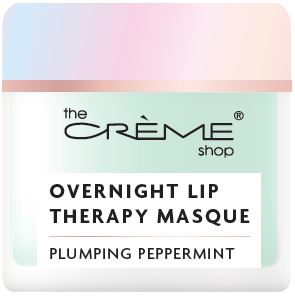 the
CRÈME®
shop
OVERNIGHT LIP
THERAPY MASQUE
PLUMPING PEPPERMINT